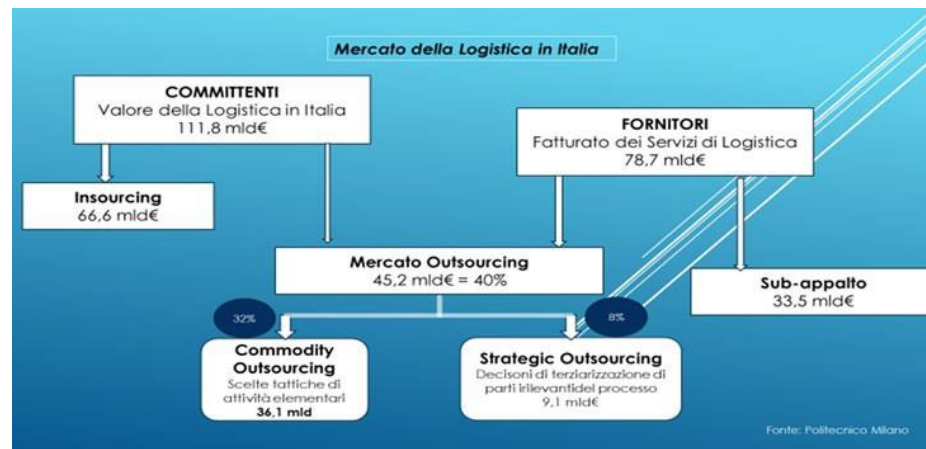 Mercato della Logistica in Italia
COMMITTENTI
Valore della Logistica in Italia
111,8 mld€
FORNITORI
Fatturato dei Servizi di Logistica
78,7 mld€
Insourcing
66,6 mld€
Mercato Outsourcing
45,2 mld€ = 40%
Sub-appalto
33,5 mld€
32%
8%
Commodity
Outsourcing
Scelte tattiche di
attività elementari
36,1 mld
Strategic Outsourcing
Decisoni di terziarizzazione di
parti irilevantidel processo
9,1 mld€
Fonte: Politecnico Milano